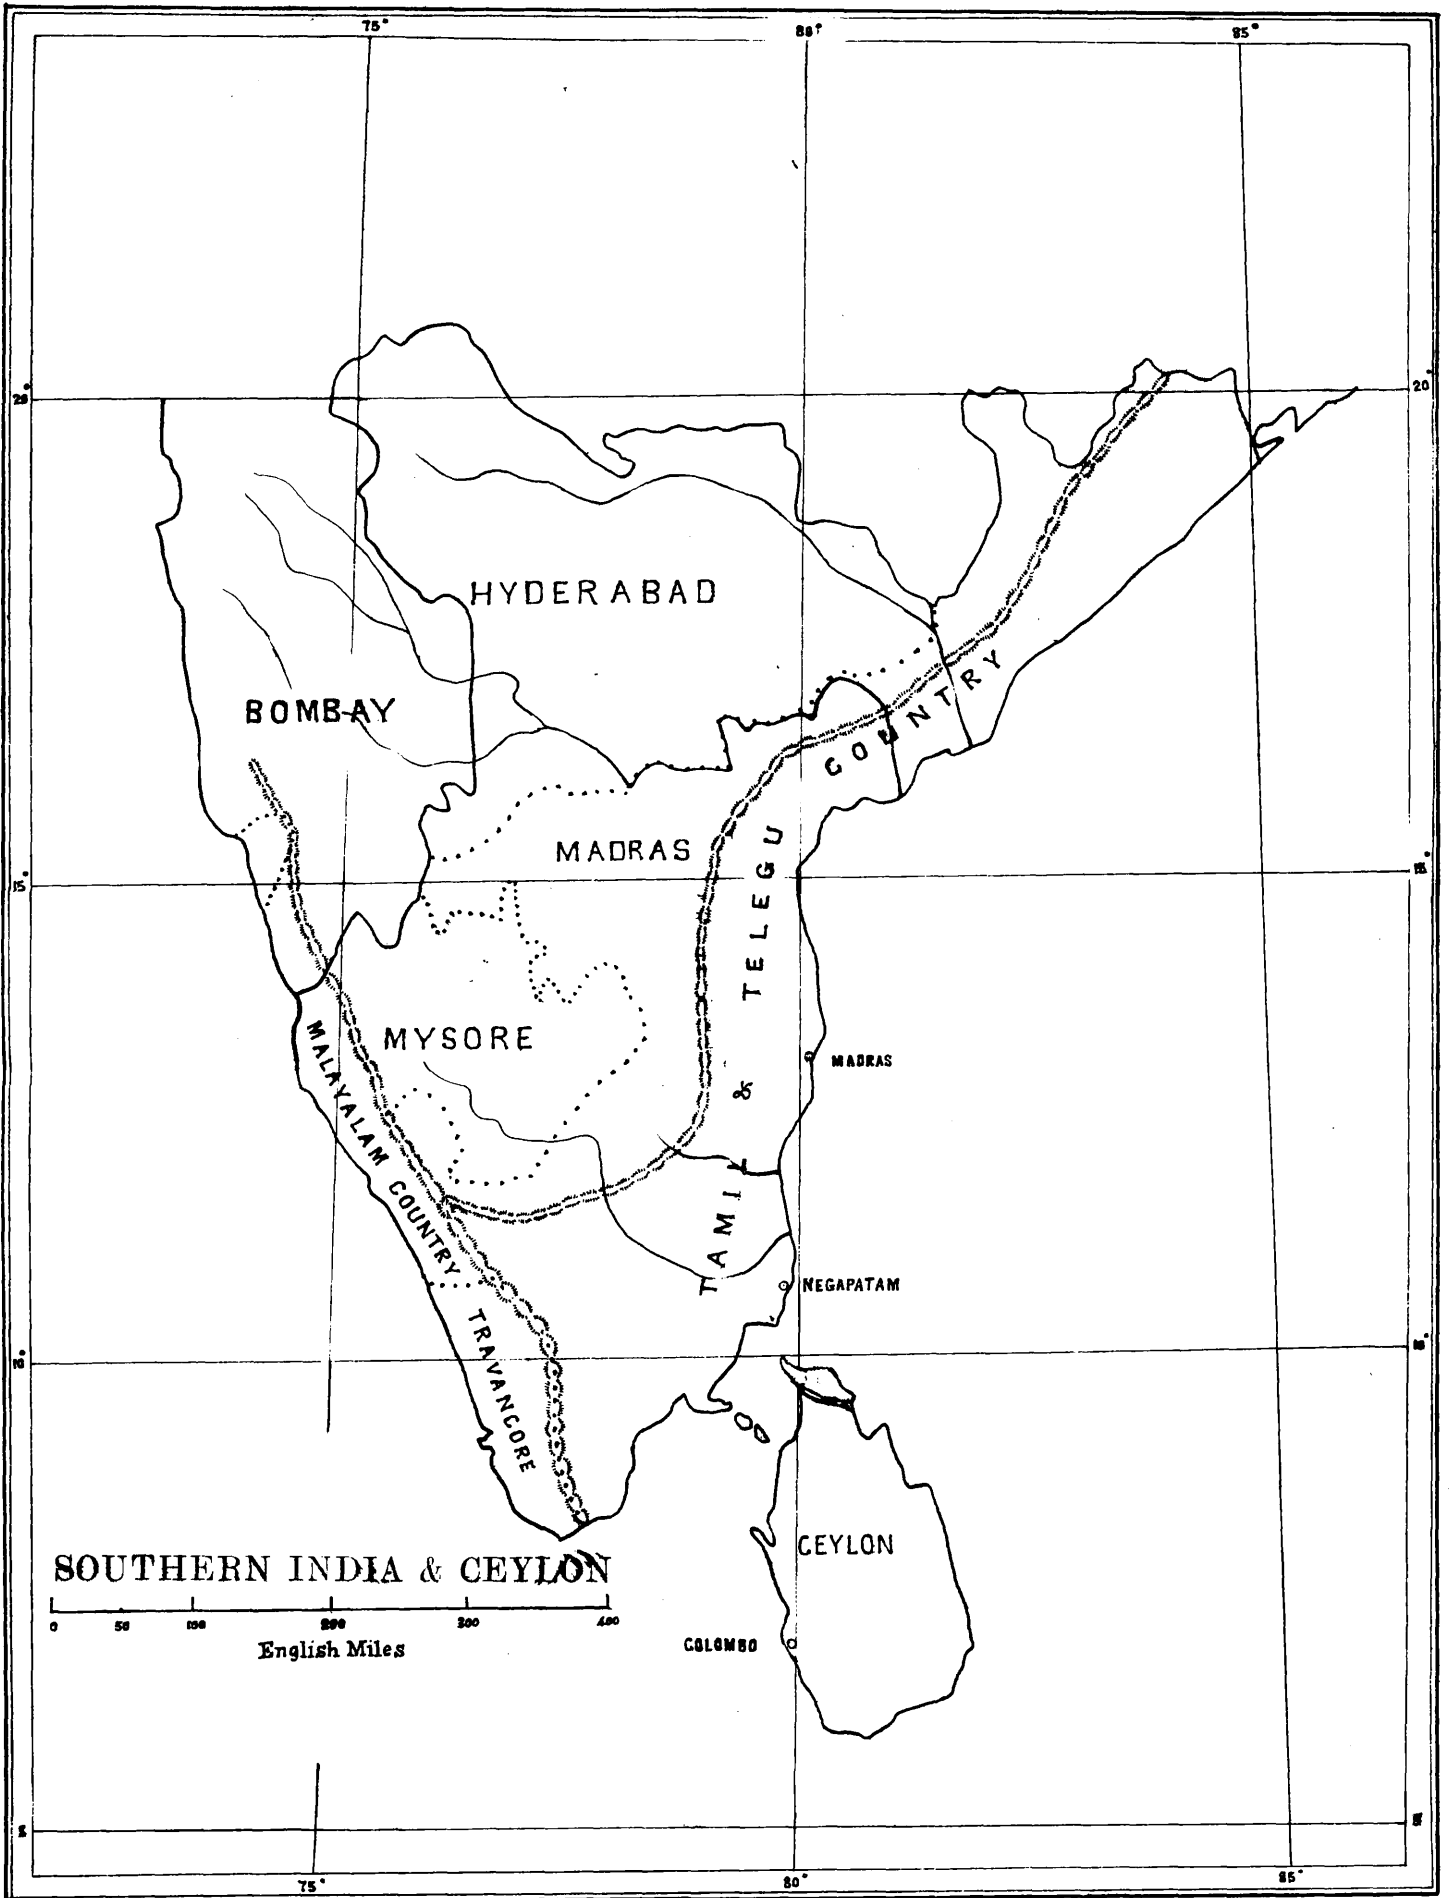 75°
80°
85°
20°
20°
HYDERABAD
BOMBAY
TAMIL & TELEGU COUNTRY
MADRAS
15°
15
MYSORE
MALAYALAM COUNTRY
MADRAS
NEGAPATAM
TRAVANCORE
10°
CEYLON
SOUTHERN INDIA & CEYLON
0 50 100 200 300 400
English Miles
COLOMBO
5
75°
80°
85°